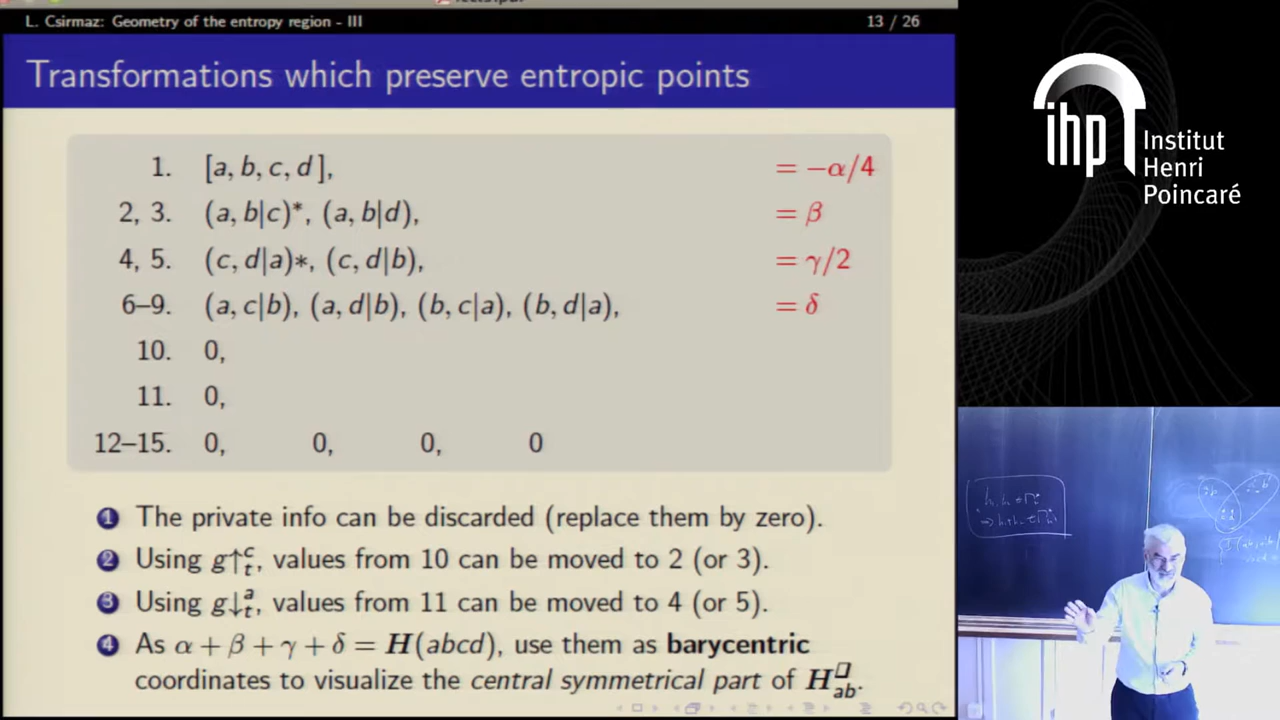 L. Csirmaz: Geometry of the entropy region - III 13 / 26
Transformations which preserve entropic points
1. [a, b, c, d], = −α/4
2, 3. (a, b|c)*, (a, b|d), = β
4, 5. (c, d|a)*, (c, d|b), = γ/2
6–9. (a, c|b), (a, d|b), (b, c|a), (b, d|a), = δ
10. 0,
11. 0,
12–15. 0, 0, 0, 0
1 The private info can be discarded (replace them by zero).
2 Using g↑ᶜₜ, values from 10 can be moved to 2 (or 3).
3 Using g↓ᵃₜ, values from 11 can be moved to 4 (or 5).
4 As α + β + γ + δ = H(abcd), use them as barycentric
coordinates to visualize the central symmetrical part of H▯ab.
ihp
Institut
Henri
Poincaré